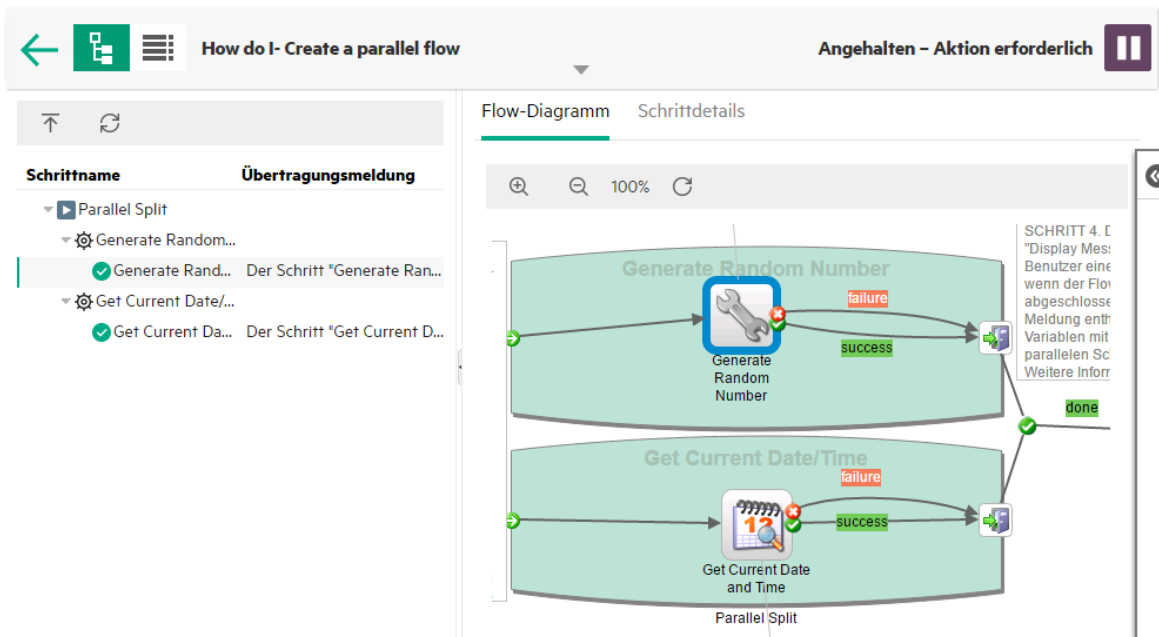 How do I- Create a parallel flow
Angehalten – Aktion erforderlich
Flow-Diagramm Schrittdetails
Schrittname Übertragungsmeldung
100%
Parallel Split
Generate Random...
Generate Rand... Der Schritt "Generate Ran...
Get Current Date/...
Get Current Da... Der Schritt "Get Current D...
Generate Random Number
failure
success
Generate
Random
Number
SCHRITT 4. D
"Display Mess
Benutzer eine
wenn der Flow
abgeschlosse
Meldung enth
Variablen mit
parallelen Sc
Weitere Inforr
done
Get Current Date/Time
failure
12
success
Get Current Date
and Time
Parallel Split